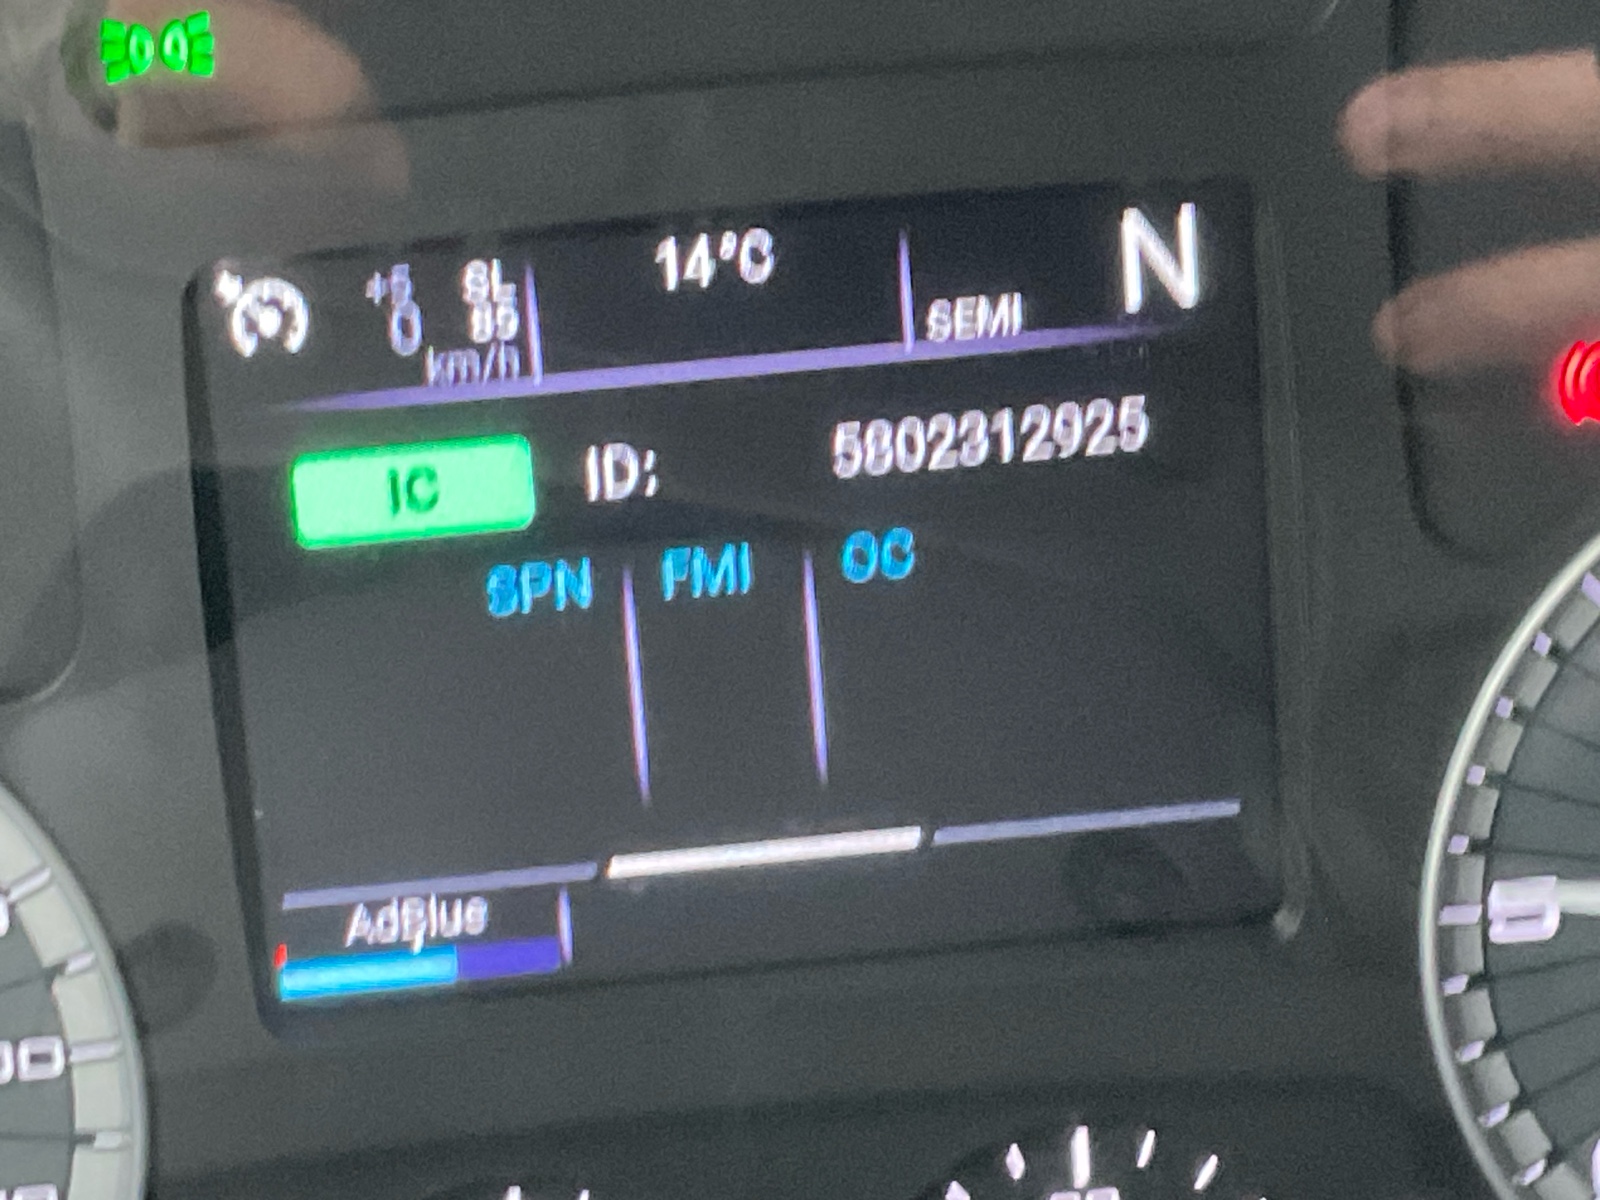 +5 SL
0 85
km/h
14°C
SEMI
N
IC
ID: 5802312925
SPN FMI OC
AdBlue